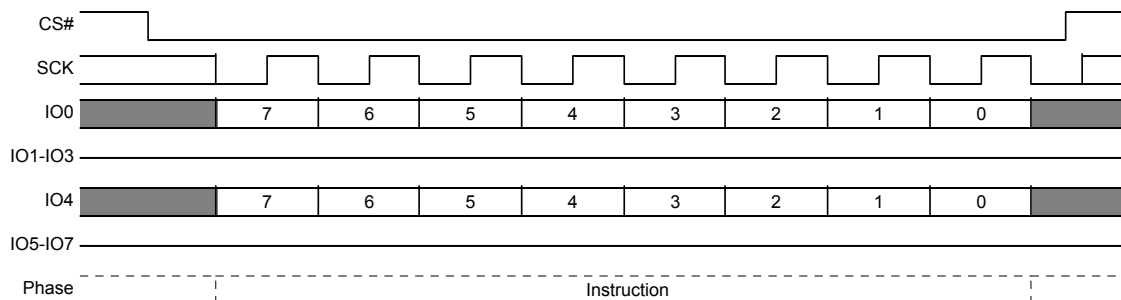 CS#
SCK
IO0 7 6 5 4 3 2 1 0
IO1-IO3
IO4 7 6 5 4 3 2 1 0
IO5-IO7
Phase Instruction